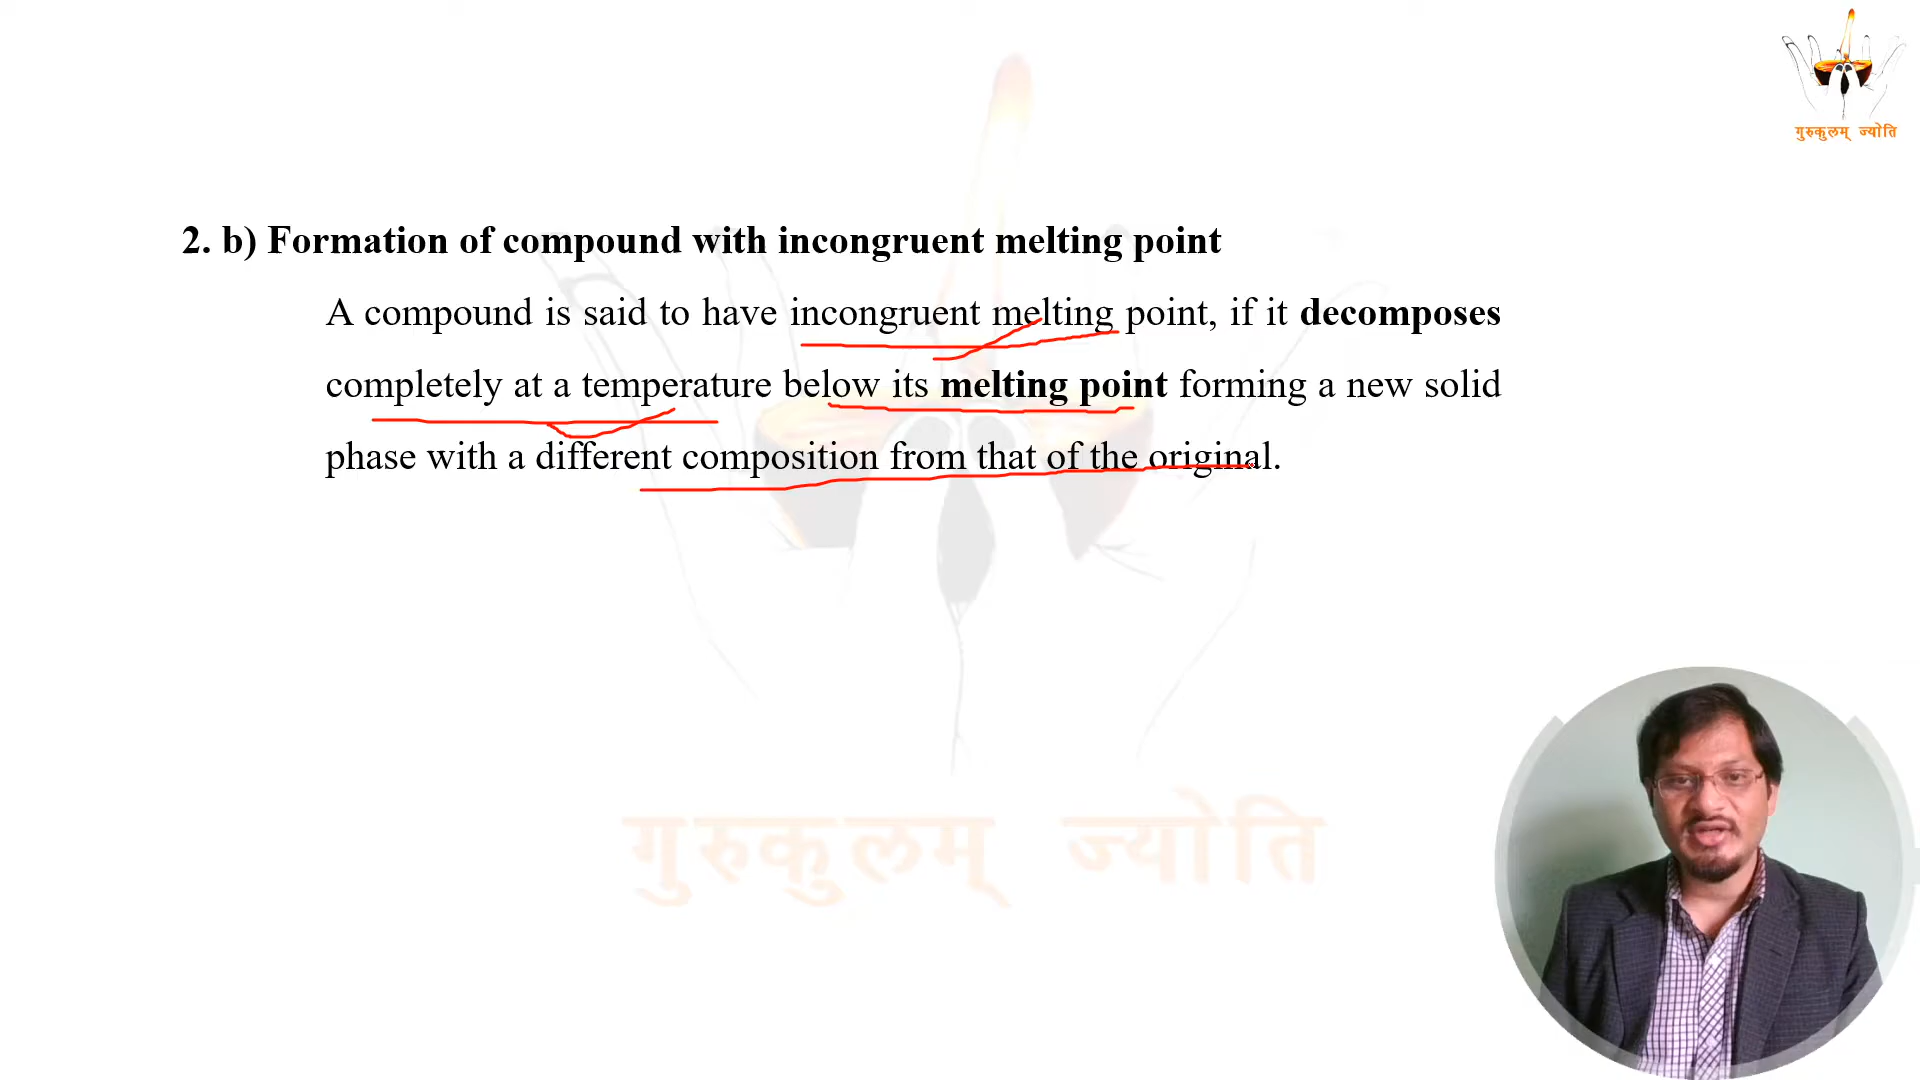 गुरुकुलम् ज्योति
2. b) Formation of compound with incongruent melting point
A compound is said to have incongruent melting point, if it decomposes
completely at a temperature below its melting point forming a new solid
phase with a different composition from that of the original.
गुरुकुलम् ज्योति